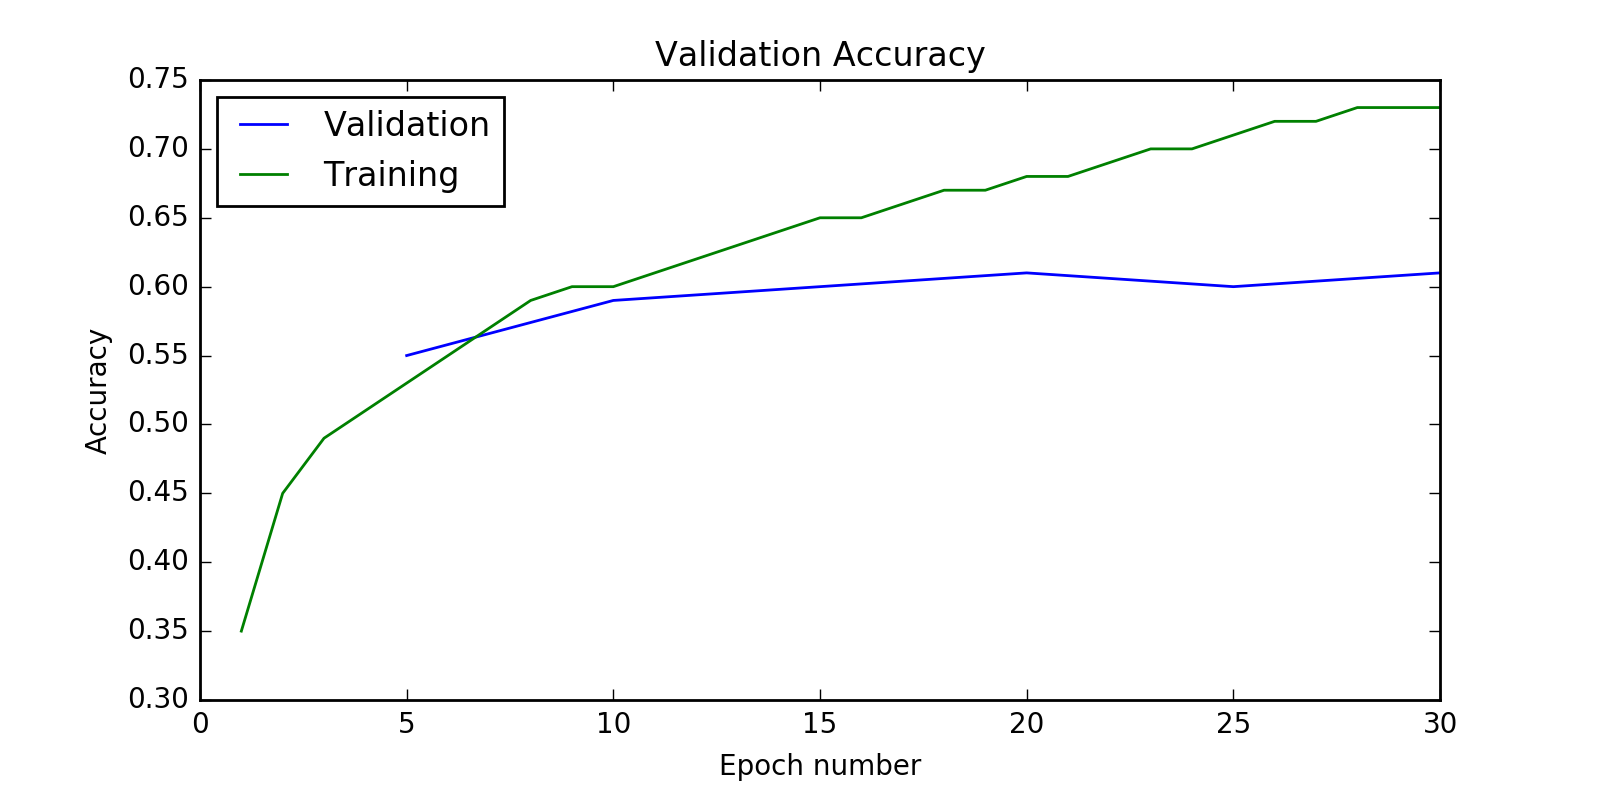 Validation Accuracy
0.75
0.70
0.65
0.60
0.55
0.50
0.45
0.40
0.35
0.30
Validation
Training
Accuracy
0 5 10 15 20 25 30
Epoch number